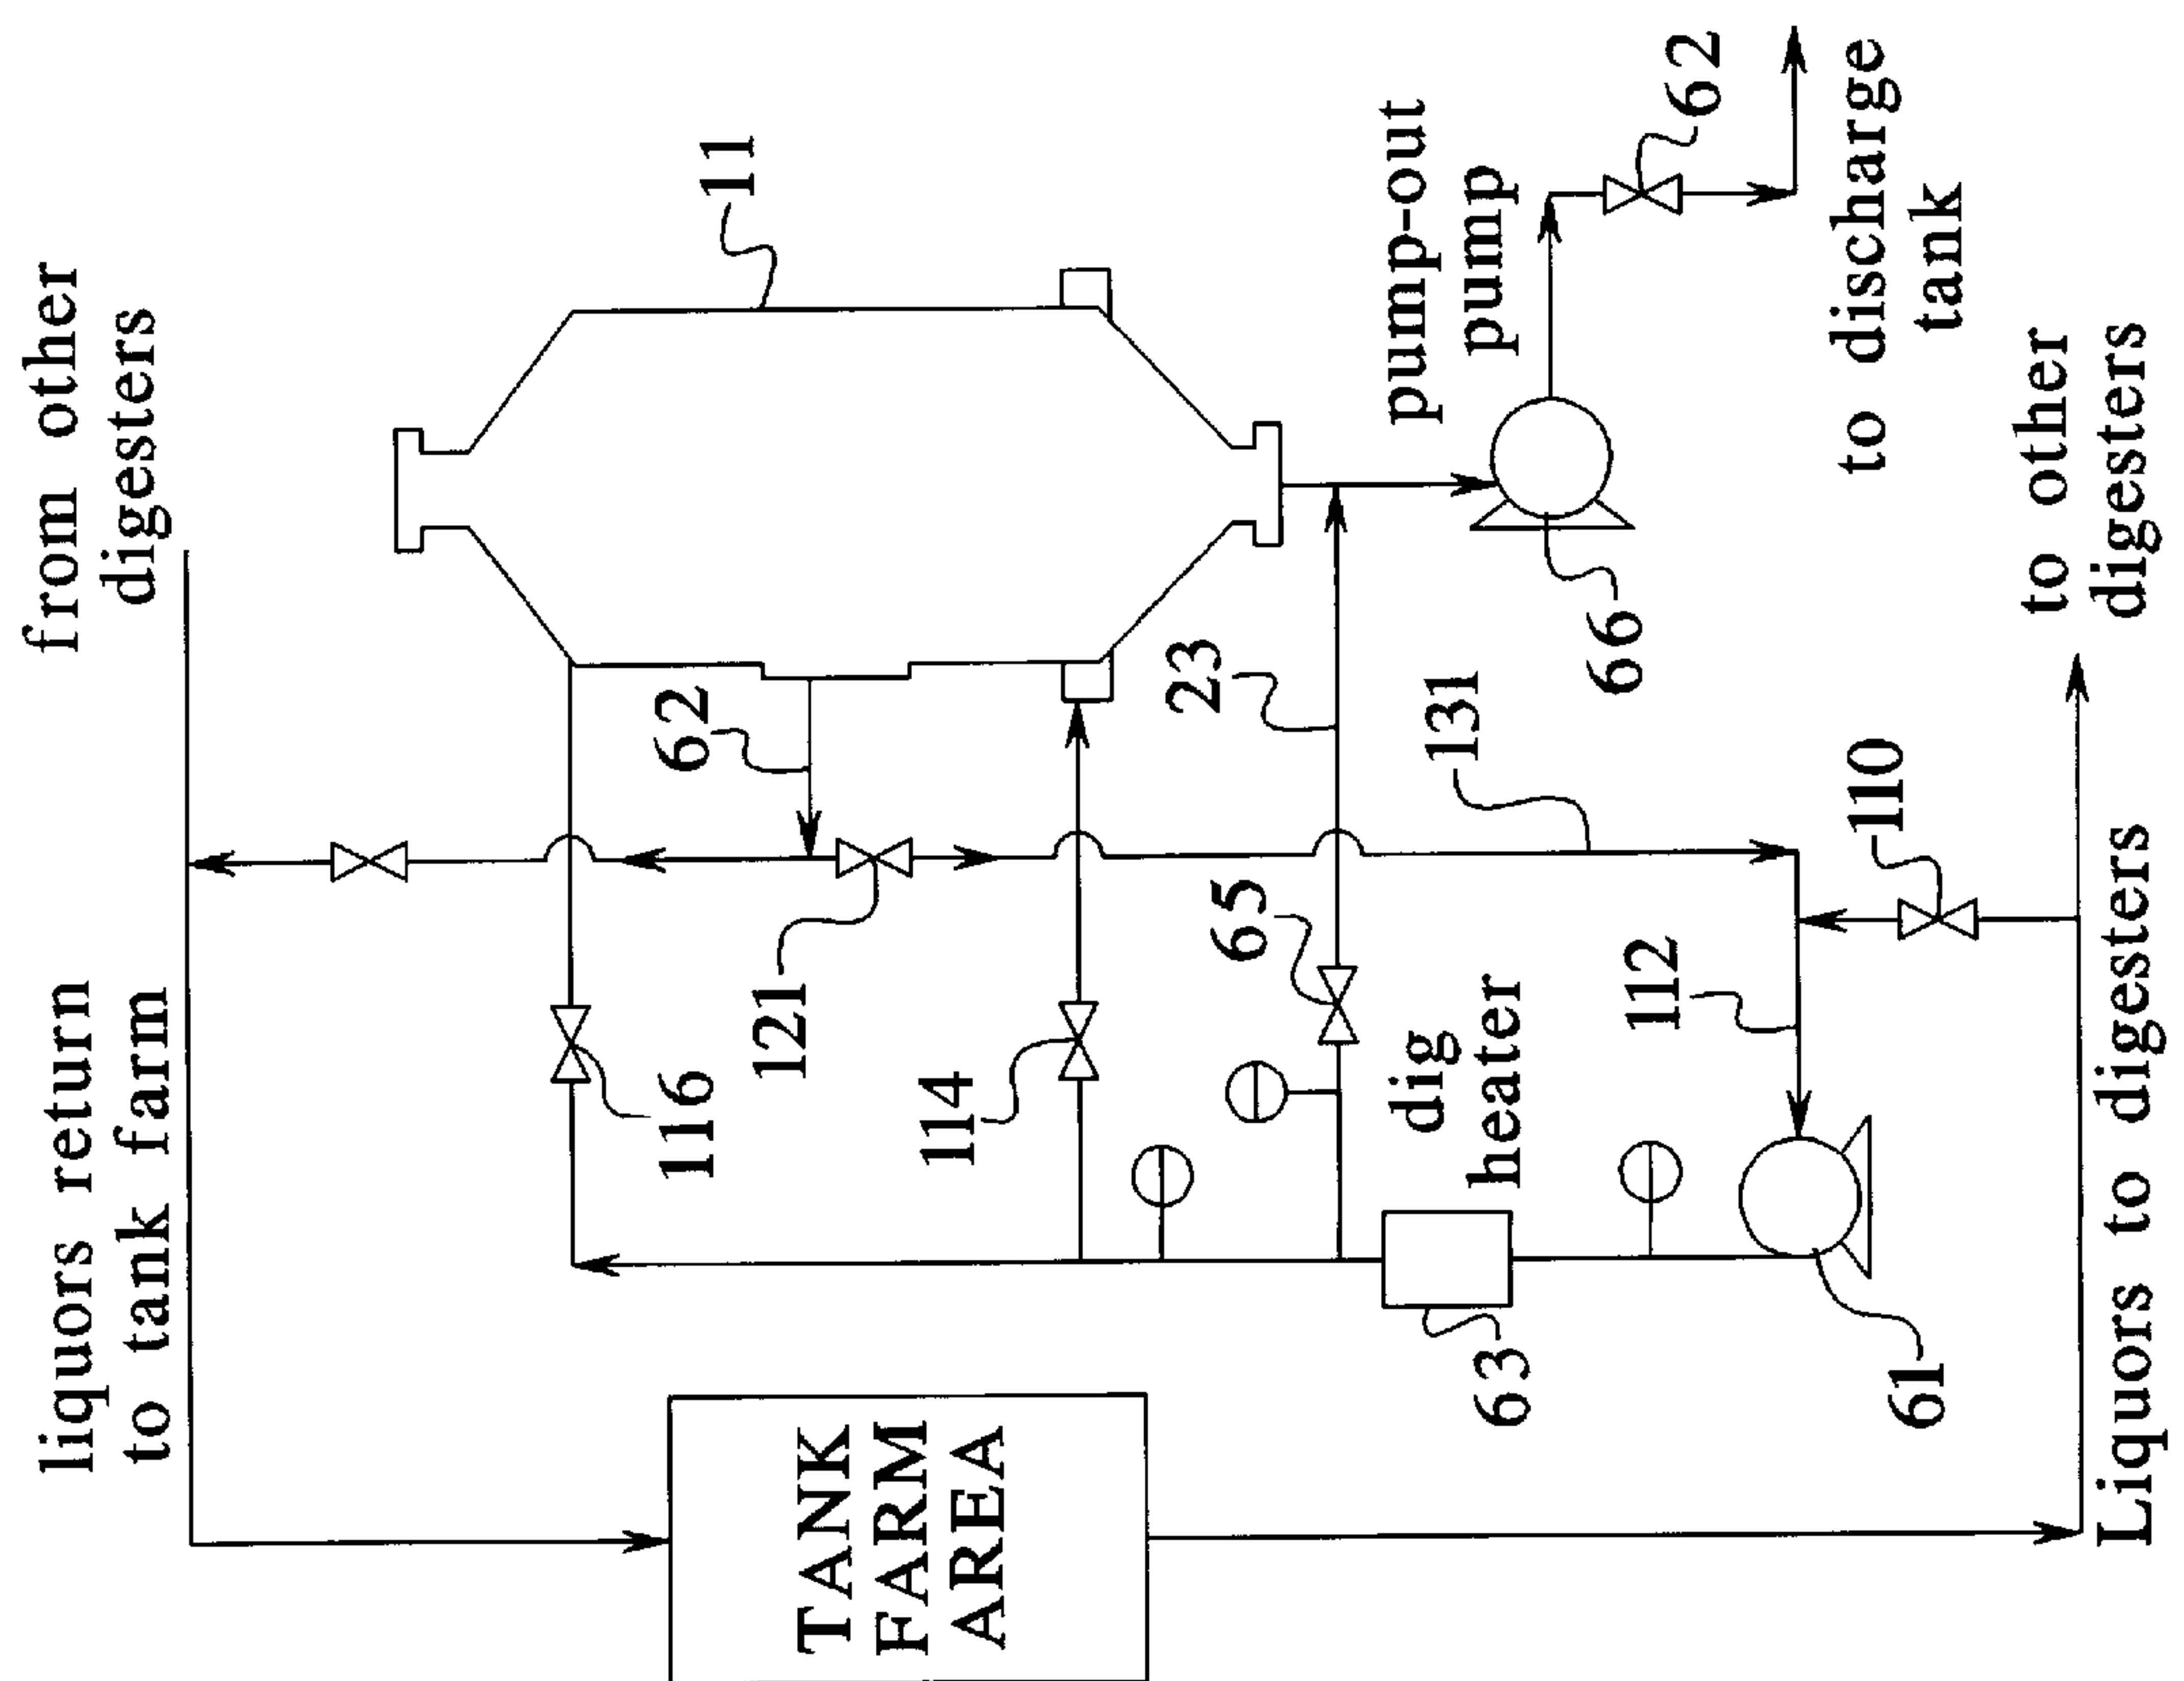 liquors return
to tank farm
from other
digesters
11
62
116
121
114
65
23
131
dig
heater
63
112
110
61
66
pump-out
pump
62
to discharge
tank
to other
digesters
Liquors to digesters
TANK
FARM
AREA